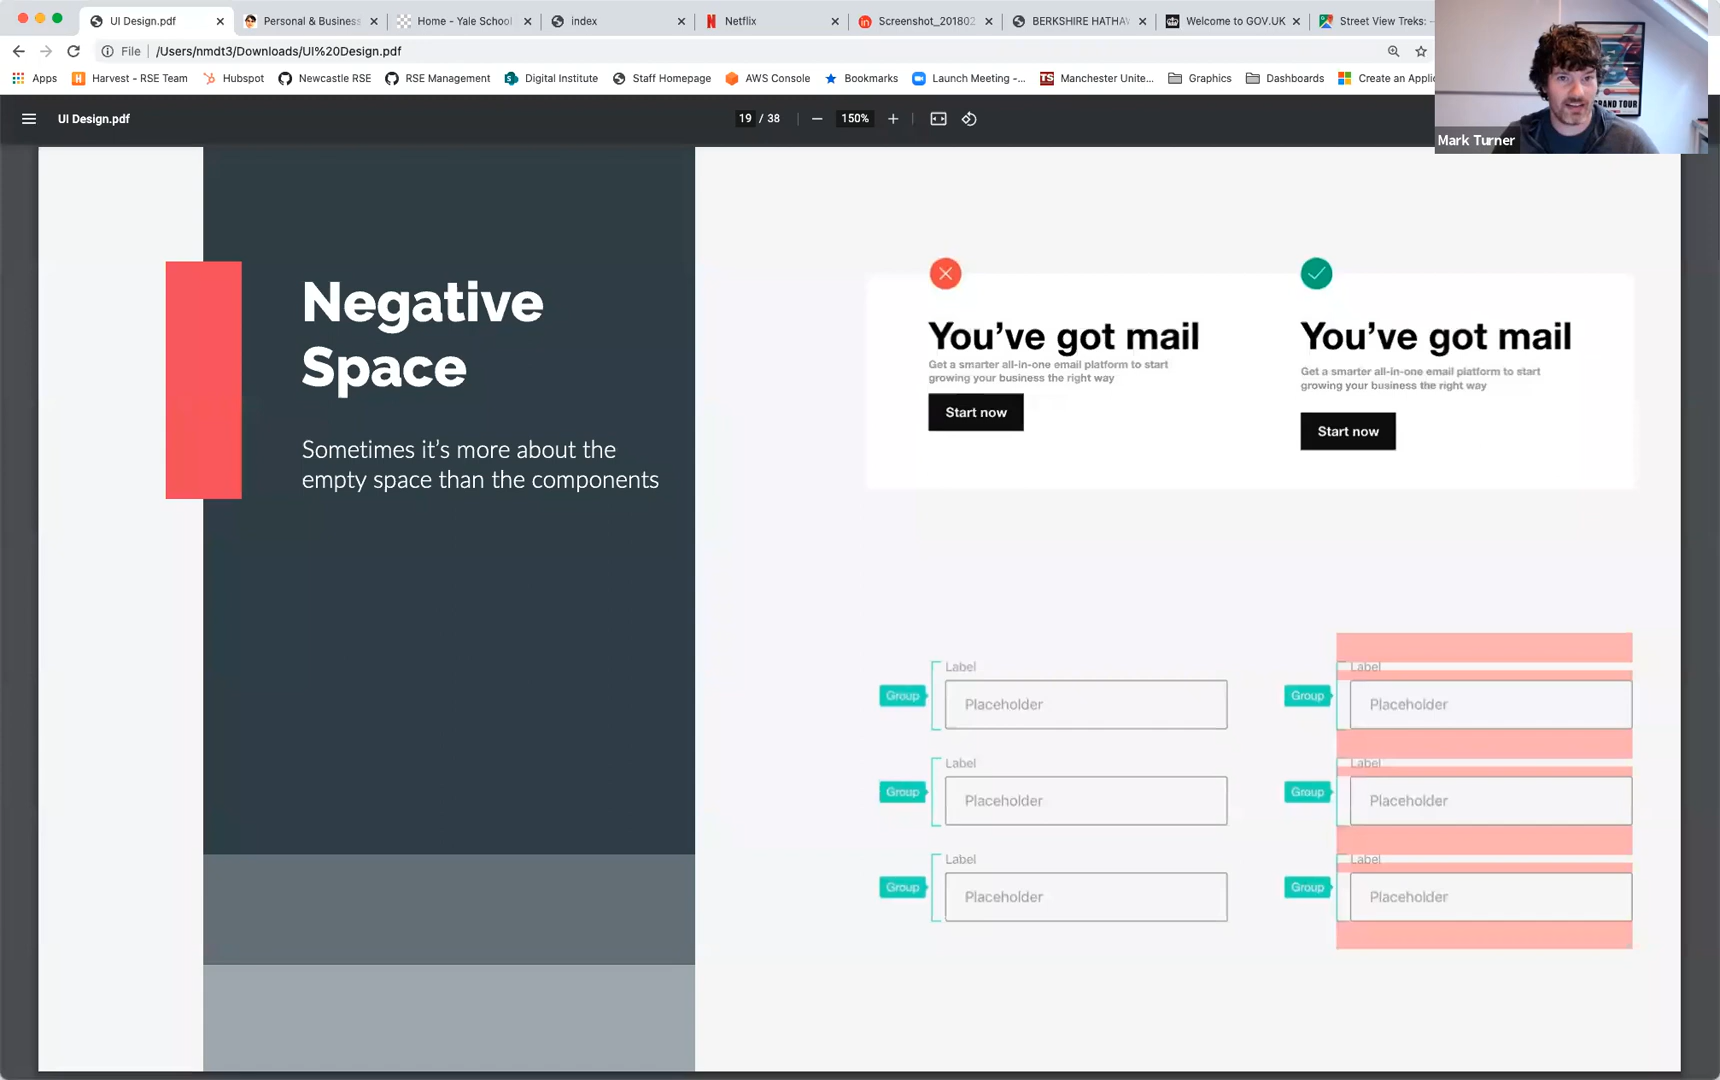 UI Design.pdf
Personal & Business
Home - Yale School
index
Netflix
Screenshot_201802
BERKSHIRE HATHAW
Welcome to GOV.UK
Street View Treks: -
File
/Users/nmdt3/Downloads/UI%20Design.pdf
Apps
Harvest - RSE Team
Hubspot
Newcastle RSE
RSE Management
Digital Institute
Staff Homepage
AWS Console
Bookmarks
Launch Meeting -...
Manchester Unite...
Graphics
Dashboards
Create an Applic
GRAND TOUR
Mark Turner
UI Design.pdf
19 / 38
150%
Negative
Space
Sometimes it's more about the
empty space than the components
You've got mail
Get a smarter all-in-one email platform to start
growing your business the right way
Start now
You've got mail
Get a smarter all-in-one email platform to start
growing your business the right way
Start now
Label
Group
Placeholder
Label
Group
Placeholder
Label
Group
Placeholder
Label
Group
Placeholder
Label
Group
Placeholder
Label
Group
Placeholder